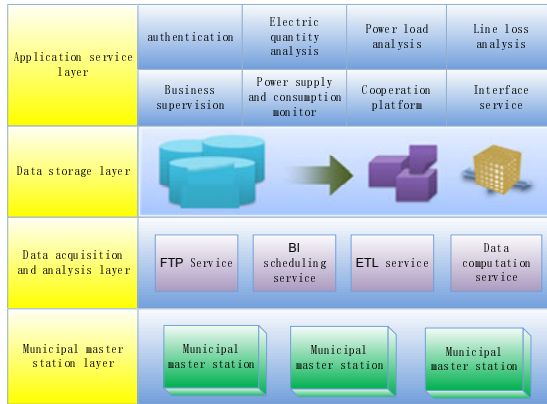 Application service
layer
authentication
Electric
quantity
analysis
Power load
analysis
Line loss
analysis
Business
supervision
Power supply
and consumption
monitor
Cooperation
platform
Interface
service
Data storage layer
Data acquisition
and analysis layer
FTP Service
BI
scheduling
service
ETL service
Data
computation
service
Municipal master
station layer
Municipal
master station
Municipal
master station
Municipal
master station